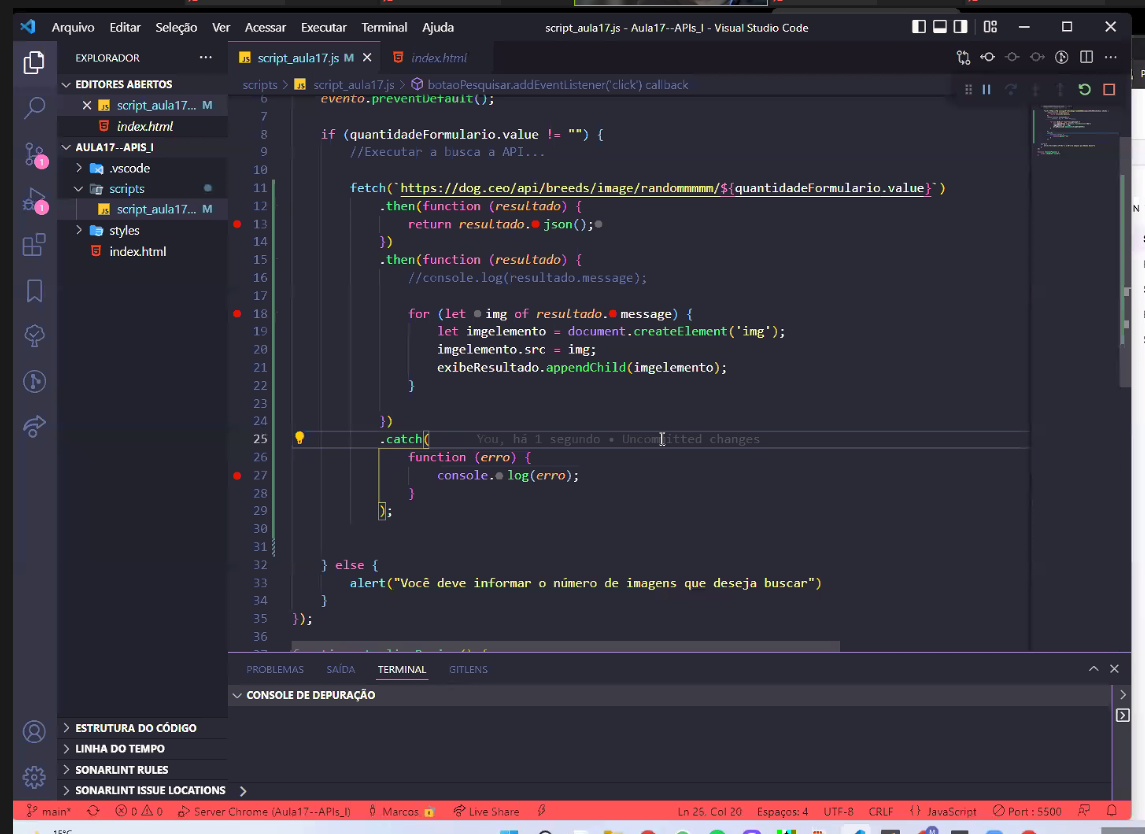 Arquivo Editar Seleção Ver Acessar Executar Terminal Ajuda script_aula17.js - Aula17--APIs_I - Visual Studio Code
EXPLORADOR ...
script_aula17.js M
index.html
scripts script_aula17.js botaoPesquisar.addEventListener('click') callback
EDITORES ABERTOS
script_aula17... M
index.html
AULA17--APIS_I
.vscode
scripts
script_aula17... M
styles
index.html
1
1
6 evento.preventDefault();
7
8 if (quantidadeFormulario.value != "") {
9 //Executar a busca a API...
10
11 fetch(`https://dog.ceo/api/breeds/image/randommmmm/${quantidadeFormulario.value}`)
12 .then(function (resultado) {
13 return resultado.json();
14 })
15 .then(function (resultado) {
16 //console.log(resultado.message);
17
18 for (let img of resultado.message) {
19 let imgelemento = document.createElement('img');
20 imgelemento.src = img;
21 exibeResultado.appendChild(imgelemento);
22 }
23
24 })
25 .catch( You, há 1 segundo • Uncommitted changes
26 function (erro) {
27 console.log(erro);
28 }
29 );
30
31
32 } else {
33 alert("Você deve informar o número de imagens que deseja buscar")
34 }
35 });
36
PROBLEMAS SAÍDA TERMINAL GITLENS
CONSOLE DE DEPURAÇÃO
ESTRUTURA DO CÓDIGO
LINHA DO TEMPO
SONARLINT RULES
SONARLINT ISSUE LOCATIONS
main* 0 0 Server Chrome (Aula17--APIs_I) Marcos Live Share Ln 25, Col 20 Espaços: 4 UTF-8 CRLF {} JavaScript Port : 5500
15°C